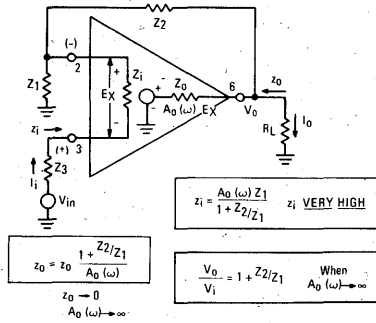 Z2
(-)
2
Z1
+
EX
-
Zi
+
-
Zo
Ao (ω) EX
6
Vo
zo
Io
RL
zi
(+) 3
Z3
Ii
Vin
zi = Ao (ω) Z1 / 1 + Z2/Z1 zi VERY HIGH
zo = zo 1 + Z2/Z1 / Ao (ω)
zo → 0
Ao (ω) → ∞
Vo / Vi = 1 + Z2/Z1 When Ao (ω) → ∞